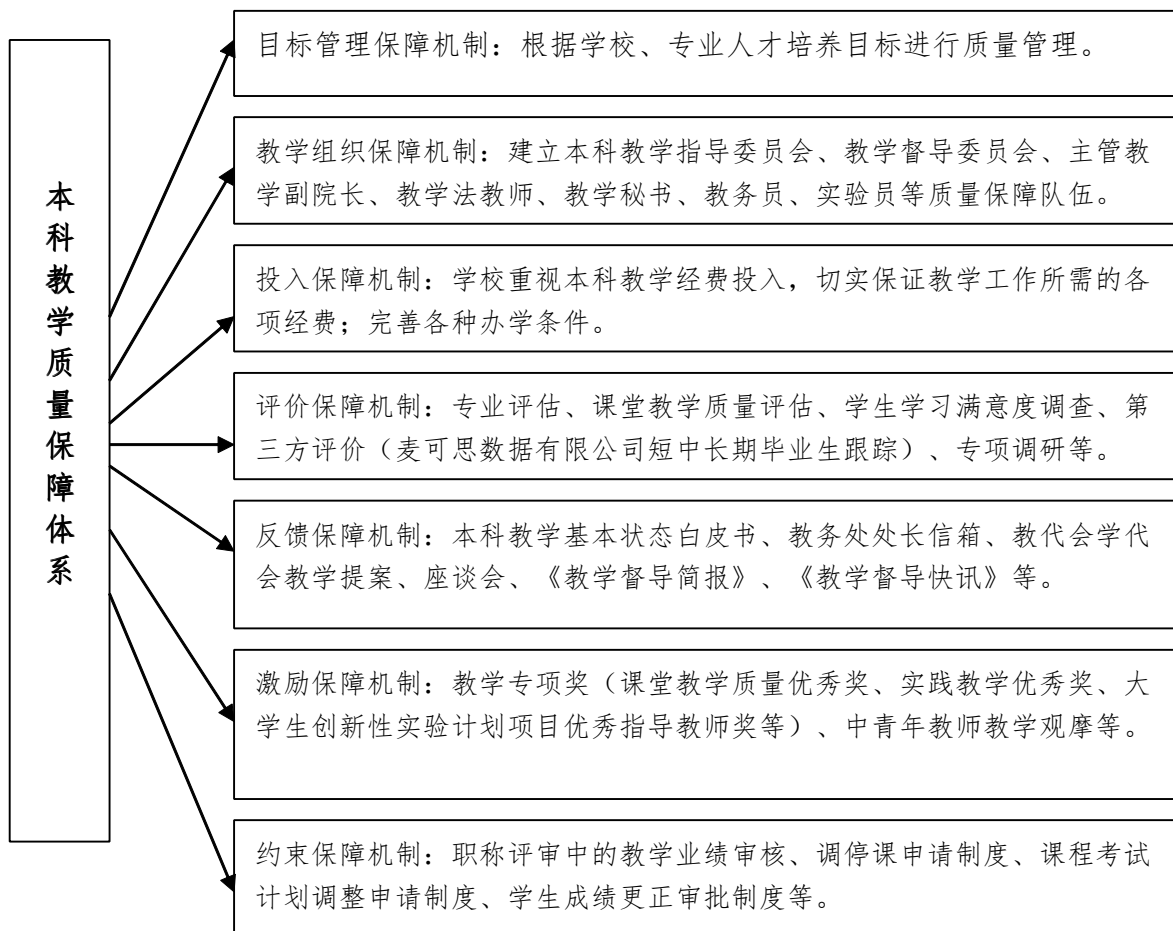 本科教学质量保障体系
目标管理保障机制：根据学校、专业人才培养目标进行质量管理。
教学组织保障机制：建立本科教学指导委员会、教学督导委员会、主管教
学副院长、教学法教师、教学秘书、教务员、实验员等质量保障队伍。
投入保障机制：学校重视本科教学经费投入，切实保证教学工作所需的各
项经费；完善各种办学条件。
评价保障机制：专业评估、课堂教学质量评估、学生学习满意度调查、第
三方评价（麦可思数据有限公司短中长期毕业生跟踪）、专项调研等。
反馈保障机制：本科教学基本状态白皮书、教务处处长信箱、教代会学代
会教学提案、座谈会、《教学督导简报》、《教学督导快讯》等。
激励保障机制：教学专项奖（课堂教学质量优秀奖、实践教学优秀奖、大
学生创新性实验计划项目优秀指导教师奖等）、中青年教师教学观摩等。
约束保障机制：职称评审中的教学业绩审核、调停课申请制度、课程考试
计划调整申请制度、学生成绩更正审批制度等。